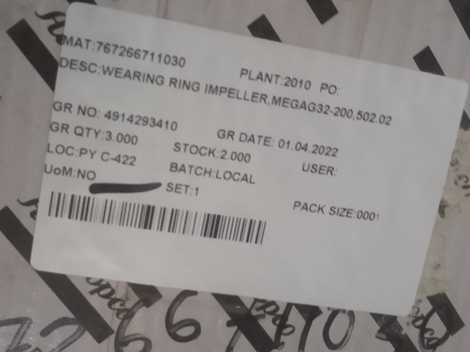 MAT:767266711030
PLANT:2010 PO:
DESC:WEARING RING IMPELLER,MEGAG32-200,502.02
GR NO: 4914293410
GR DATE: 01.04.2022
GR QTY:3.000
STOCK:2.000
USER:
LOC:PY C-422
BATCH:LOCAL
UoM:NO
SET:1
PACK SIZE:0001